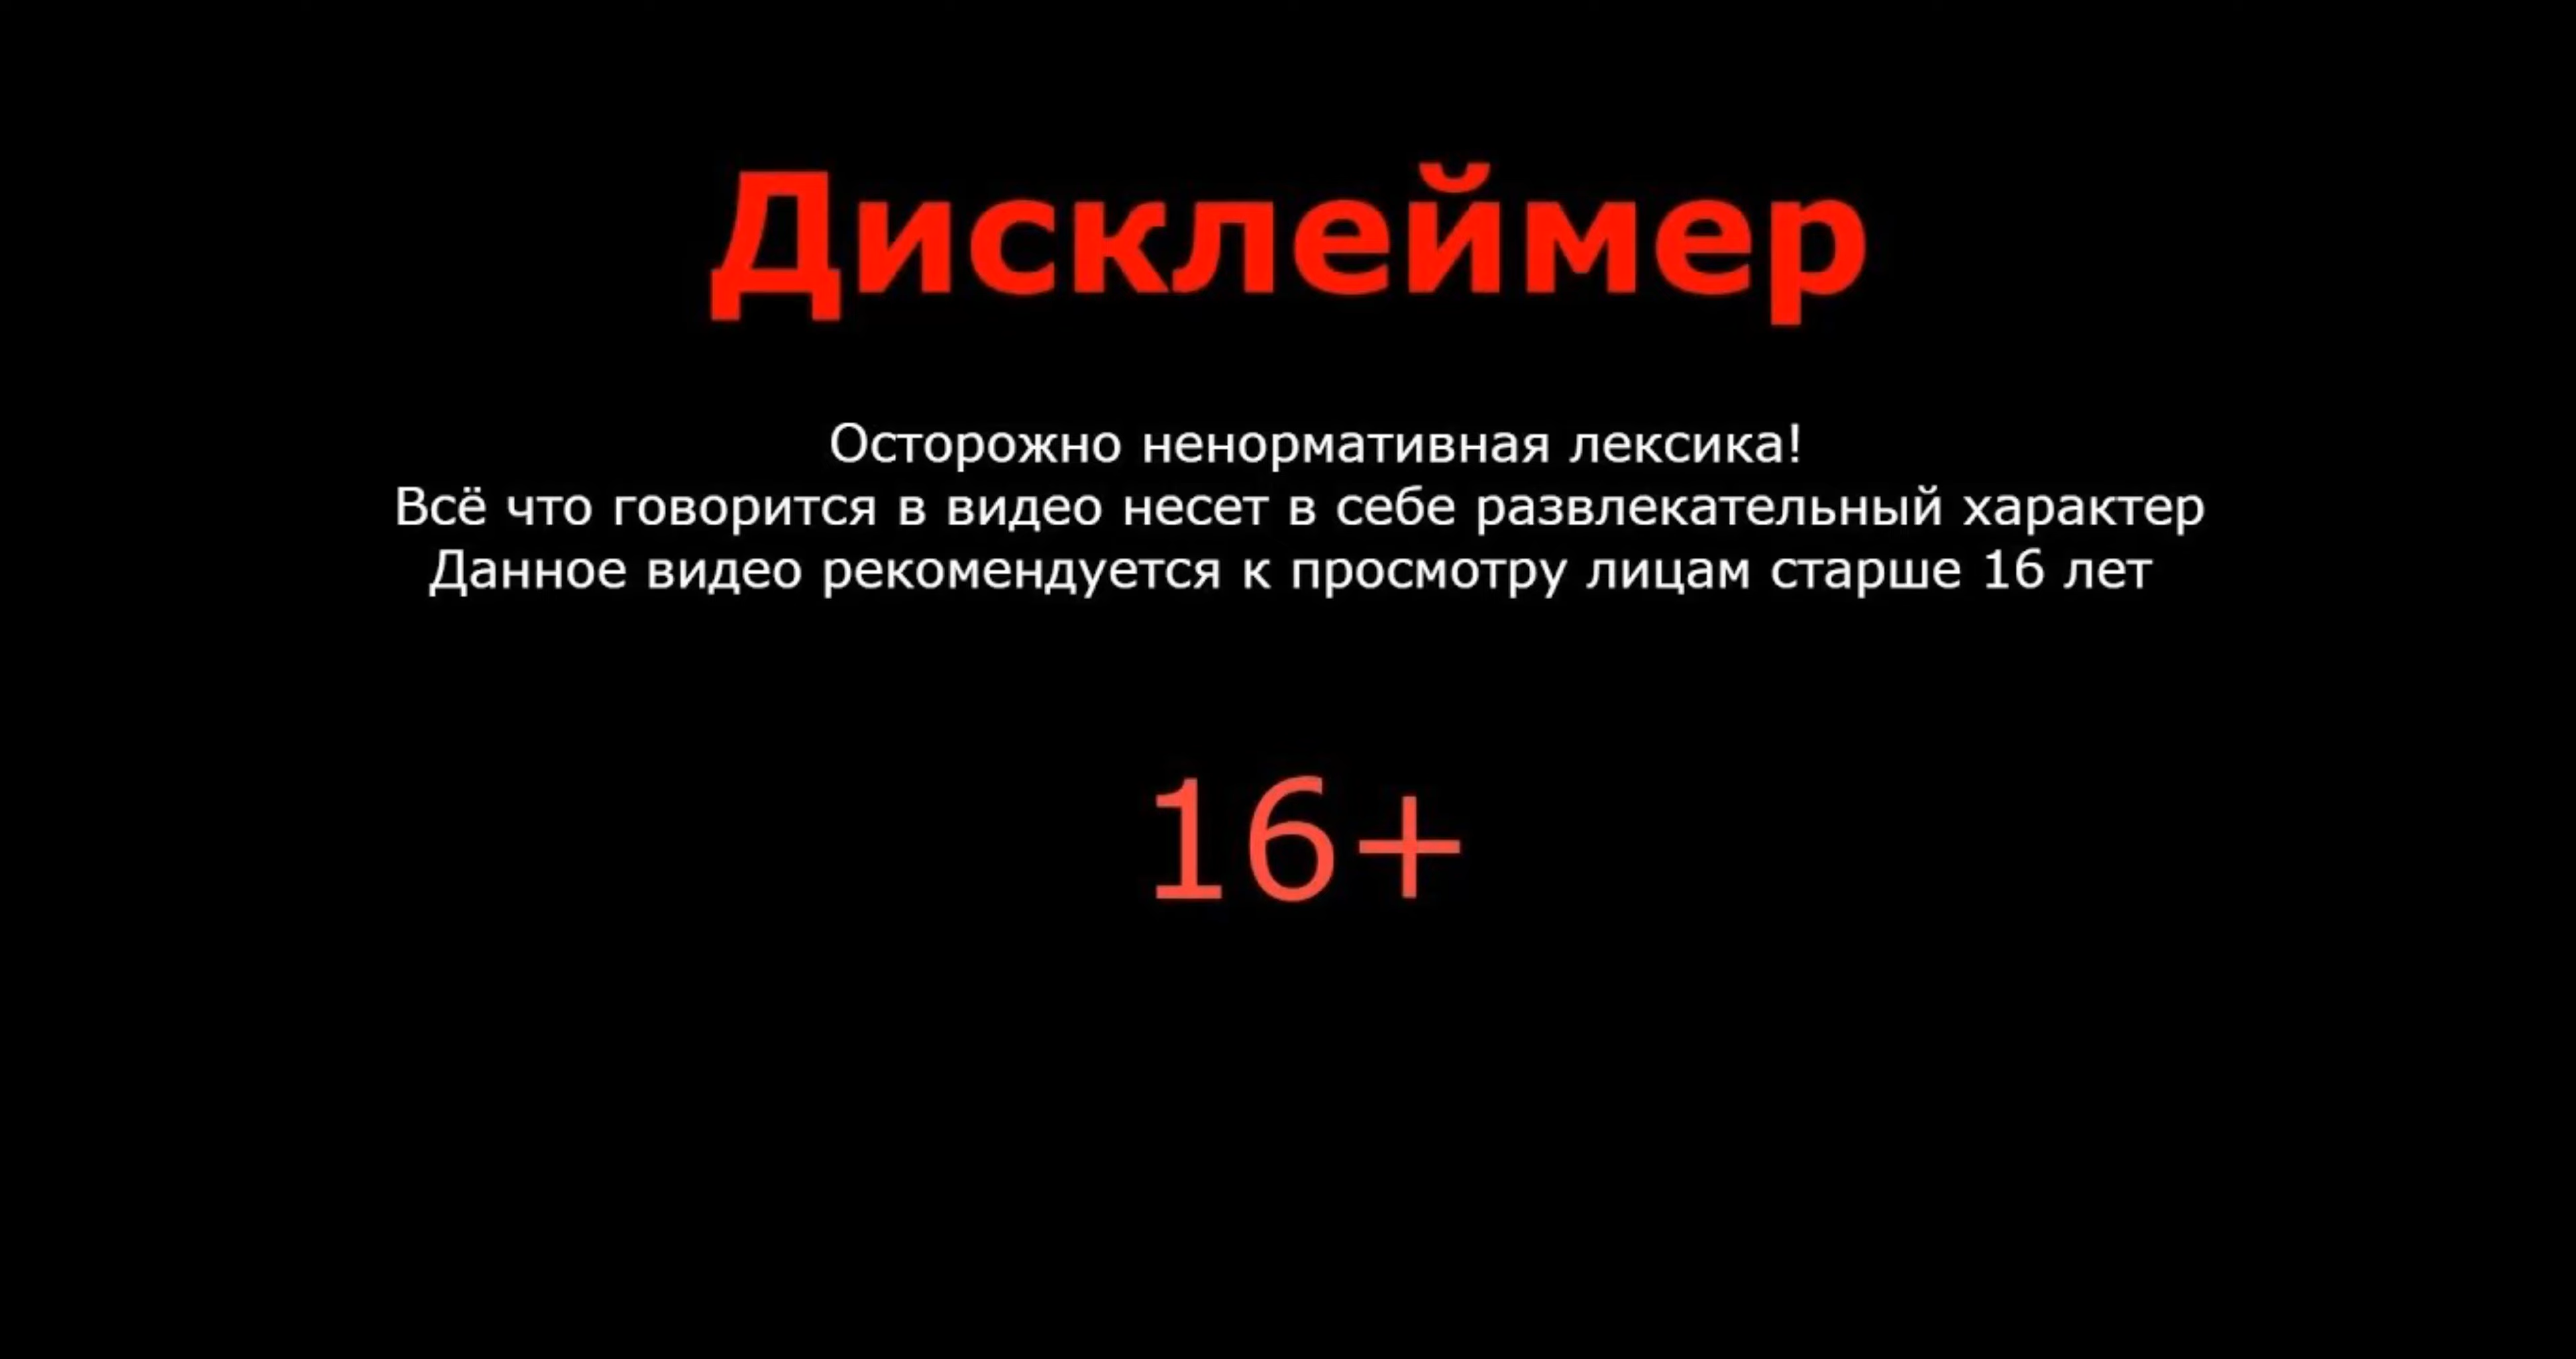 Дисклеймер
Осторожно ненормативная лексика!
Всё что говорится в видео несет в себе развлекательный характер
Данное видео рекомендуется к просмотру лицам старше 16 лет
16+